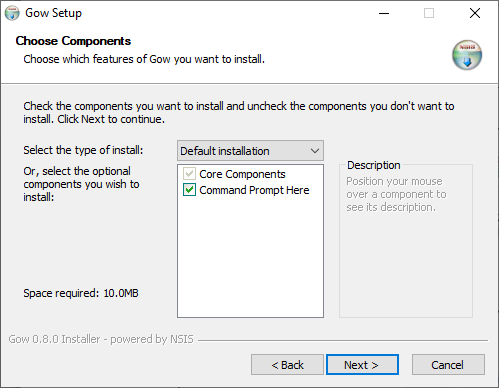 Gow Setup
Choose Components
Choose which features of Gow you want to install.
Check the components you want to install and uncheck the components you don't want to
install. Click Next to continue.
Select the type of install:
Default installation
Or, select the optional
components you wish to
install:
Core Components
Command Prompt Here
Description
Position your mouse
over a component to
see its description.
Space required: 10.0MB
Gow 0.8.0 Installer - powered by NSIS
< Back
Next >
Cancel